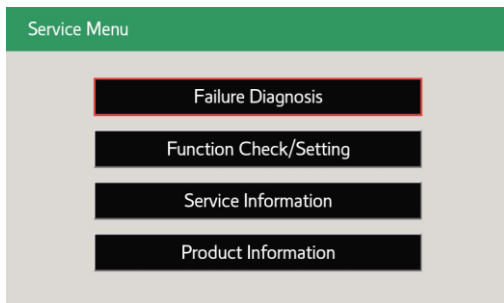 Service Menu
Failure Diagnosis
Function Check/Setting
Service Information
Product Information